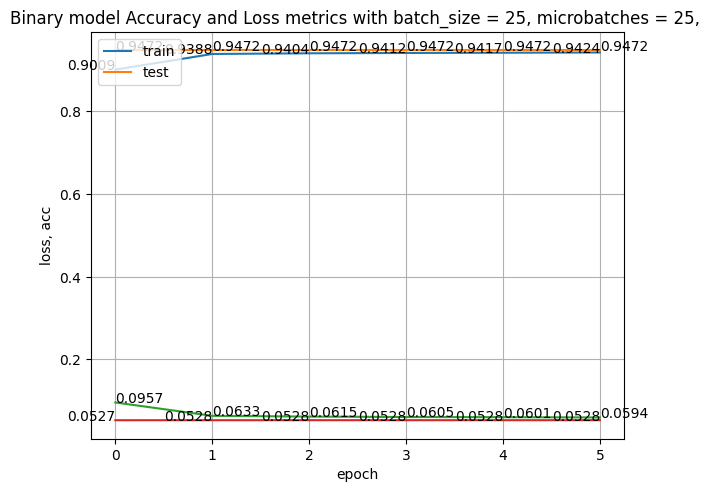 Binary model Accuracy and Loss metrics with batch_size = 25, microbatches = 25,
train
test
0.9472 0.9472 0.9472 0.9472 0.9472 0.9472
0.9009 0.9388 0.9404 0.9412 0.9417 0.9424
0.8
0.6
0.4
0.2
loss, acc
0.0957 0.0633 0.0615 0.0605 0.0601 0.0594
0.0527 0.0528 0.0528 0.0528 0.0528 0.0528
0 1 2 3 4 5
epoch